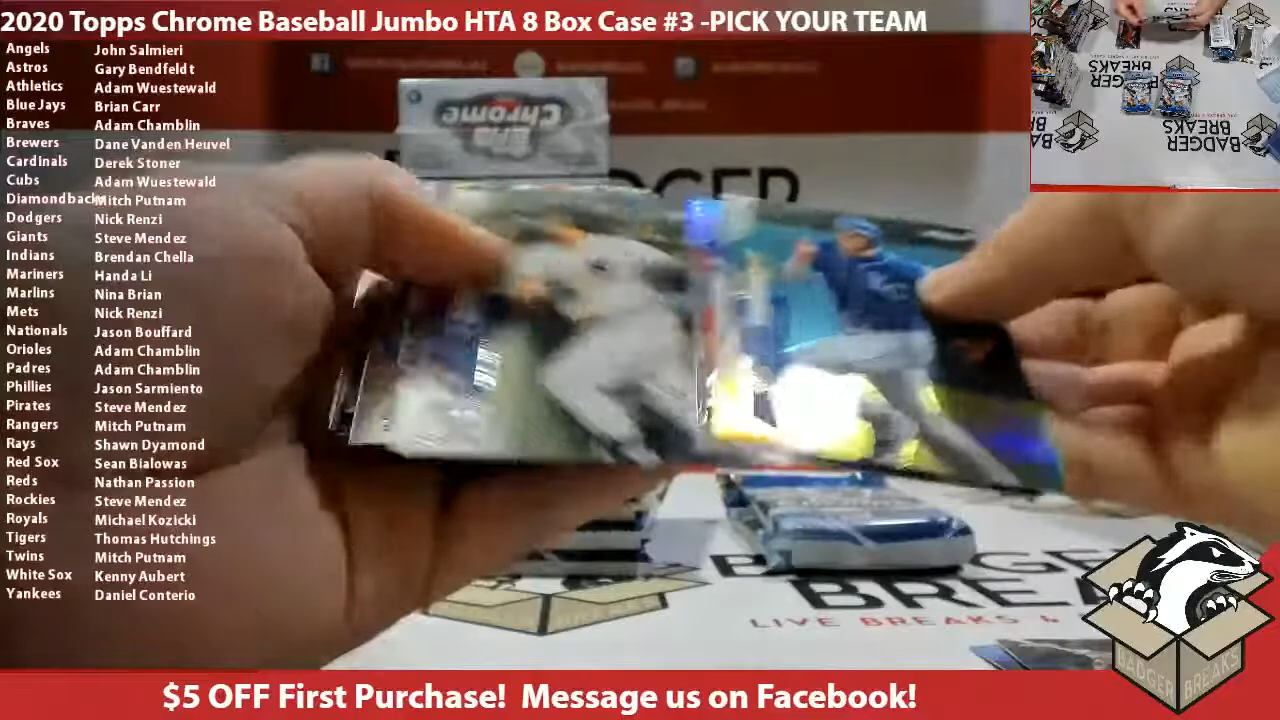 2020 Topps Chrome Baseball Jumbo HTA 8 Box Case #3 -PICK YOUR TEAM
Angels John Salmieri
Astros Gary Bendfeldt
Athletics Adam Wuestewald
Blue Jays Brian Carr
Braves Adam Chamblin
Brewers Dane Vanden Heuvel
Cardinals Derek Stoner
Cubs Adam Wuestewald
Diamondback Mitch Putnam
Dodgers Nick Renzi
Giants Steve Mendez
Indians Brendan Chella
Mariners Handa Li
Marlins Nina Brian
Mets Nick Renzi
Nationals Jason Bouffard
Orioles Adam Chamblin
Padres Adam Chamblin
Phillies Jason Sarmiento
Pirates Steve Mendez
Rangers Mitch Putnam
Rays Shawn Dyamond
Red Sox Sean Bialowas
Reds Nathan Passion
Rockies Steve Mendez
Royals Michael Kozicki
Tigers Thomas Hutchings
Twins Mitch Putnam
White Sox Kenny Aubert
Yankees Daniel Conterio
Topps
Chrome
BADGER
BREAKS
BADGER
BREAKS
LIVE BREAKS &
BADGER BREAKS
$5 OFF First Purchase! Message us on Facebook!